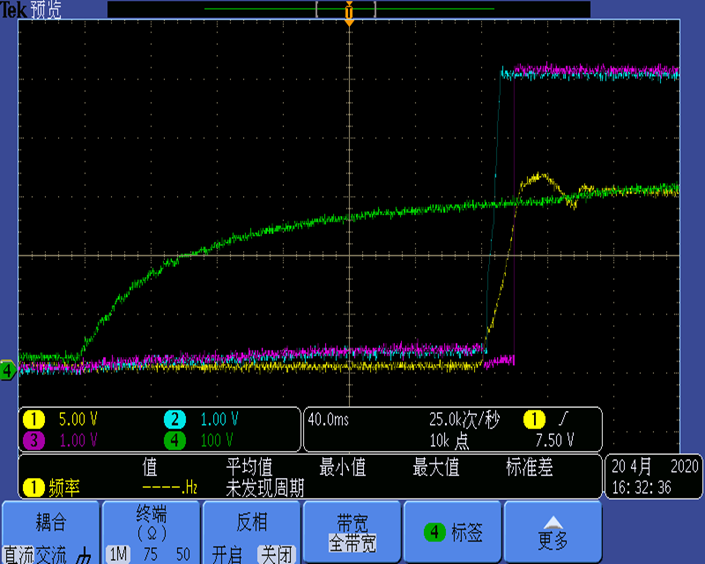 Tek 预览
T
4
1 5.00 V 2 1.00 V
3 1.00 V 4 100 V
40.0ms 25.0k次/秒 1
10k 点 7.50 V
值 平均值 最小值 最大值 标准差
1 频率 ----.Hz 未发现周期
20 4月 2020
16:32:36
耦合
直流 交流
终端
(Ω)
1M 75 50
反相
开启 关闭
带宽
全带宽
4 标签
更多